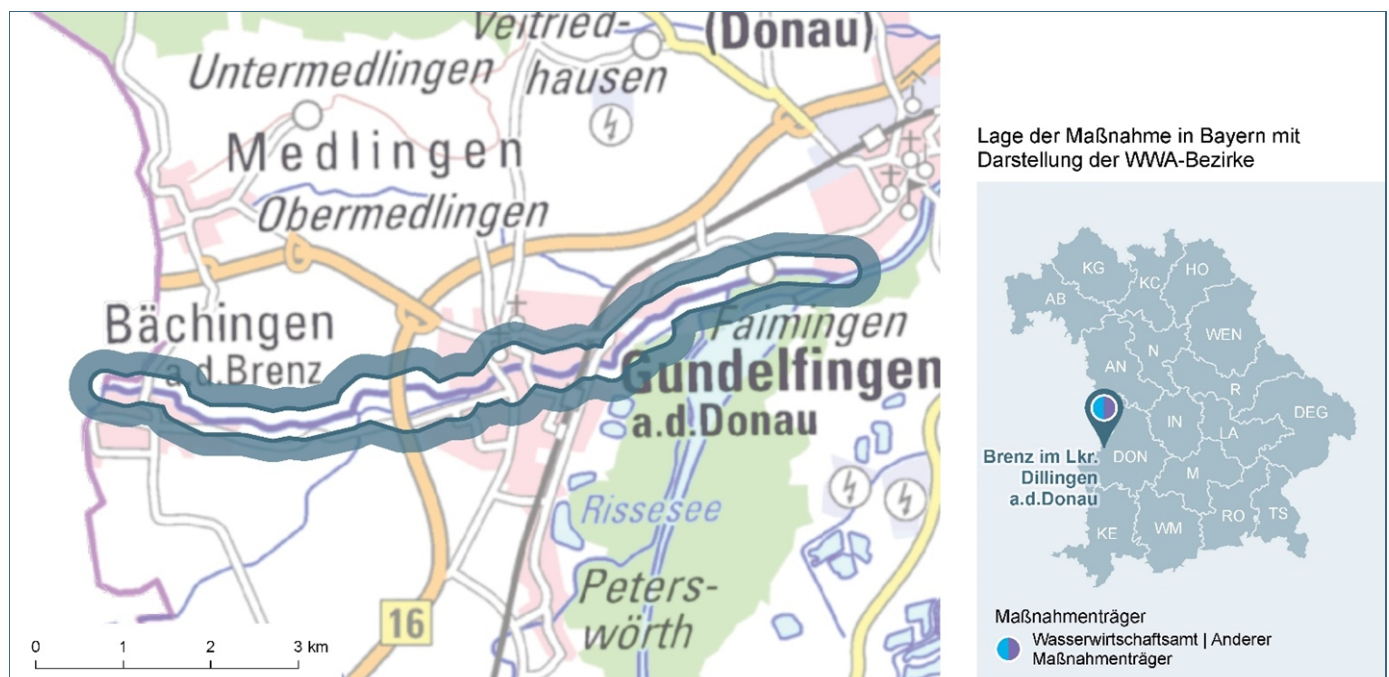 Veitried-
hausen
(Donau)
Untermedlingen
Medlingen
Obermedlingen
Bächingen
a.d.Brenz
Faimingen
Gundelfingen
a.d.Donau
Rissesee
Peters-
wörth
16
0 1 2 3 km
Lage der Maßnahme in Bayern mit
Darstellung der WWA-Bezirke
KG
HO
KC
AB
WEN
N
AN
R
DEG
IN
LA
DON
M
Brenz im Lkr.
Dillingen
a.d.Donau
RO
TS
WM
KE
Maßnahmenträger
Wasserwirtschaftsamt | Anderer
Maßnahmenträger